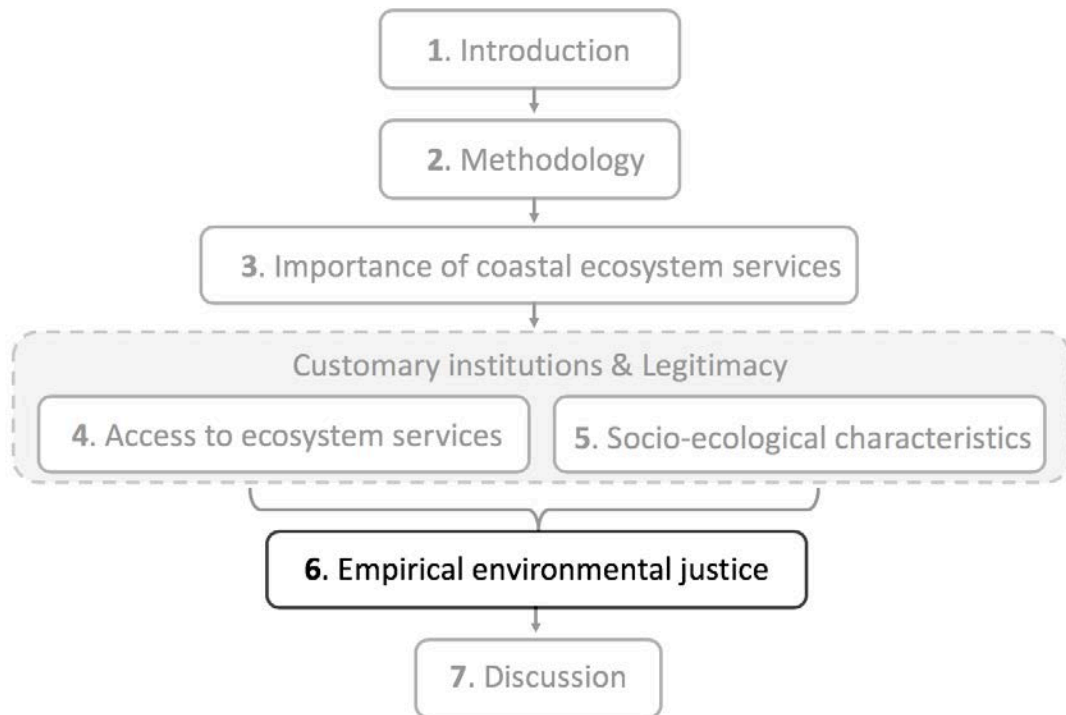 1. Introduction
2. Methodology
3. Importance of coastal ecosystem services
Customary institutions & Legitimacy
4. Access to ecosystem services
5. Socio-ecological characteristics
6. Empirical environmental justice
7. Discussion